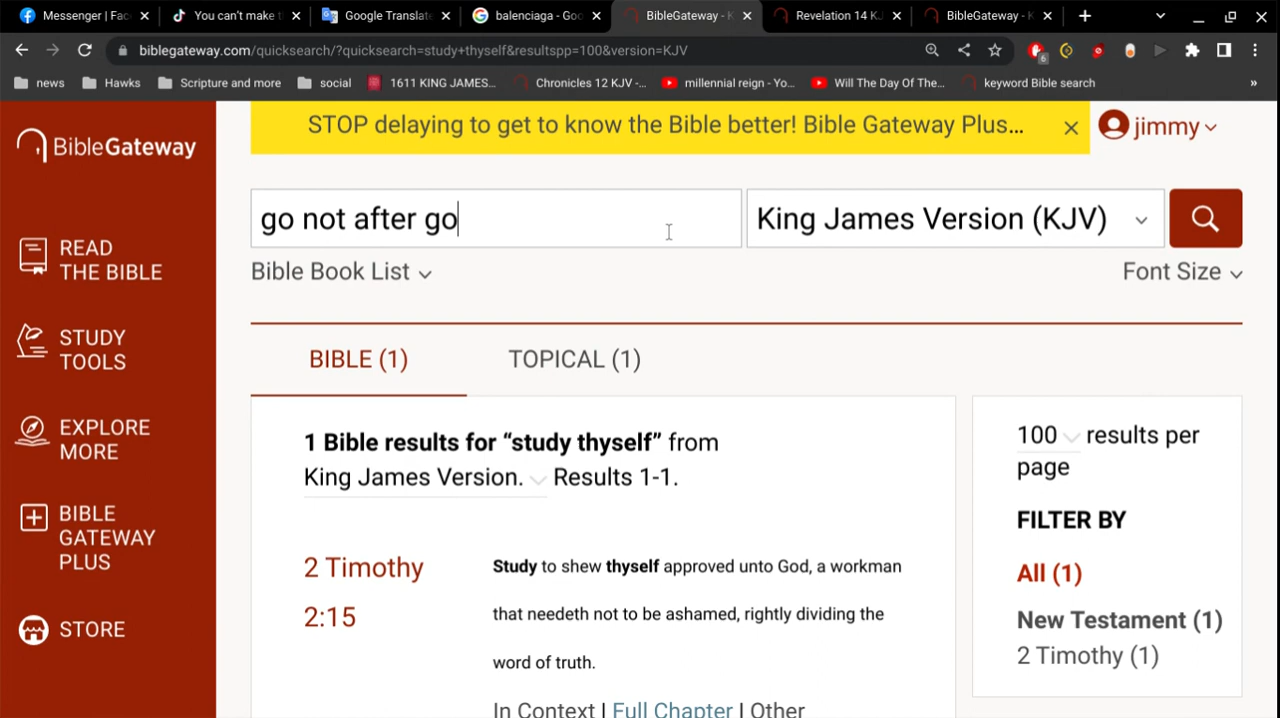 Messenger | Fac
You can't make t
Google Translat
balenciaga - Goo
BibleGateway - K
Revelation 14 KJ
BibleGateway - K
biblegateway.com/quicksearch/?quicksearch=study+thyself&resultspp=100&version=KJV
6
news
Hawks
Scripture and more
social
1611 KING JAMES...
Chronicles 12 KJV -...
millennial reign - Yo...
Will The Day Of The...
keyword Bible search
»
BibleGateway
STOP delaying to get to know the Bible better! Bible Gateway Plus...
jimmy
go not after go
King James Version (KJV)
Bible Book List
Font Size
READ
THE BIBLE
STUDY
TOOLS
EXPLORE
MORE
BIBLE
GATEWAY
PLUS
STORE
BIBLE (1)
TOPICAL (1)
1 Bible results for “study thyself” from
King James Version. Results 1-1.
2 Timothy
2:15
Study to shew thyself approved unto God, a workman
that needeth not to be ashamed, rightly dividing the
word of truth.
In Context | Full Chapter | Other
100 results per
page
FILTER BY
All (1)
New Testament (1)
2 Timothy (1)